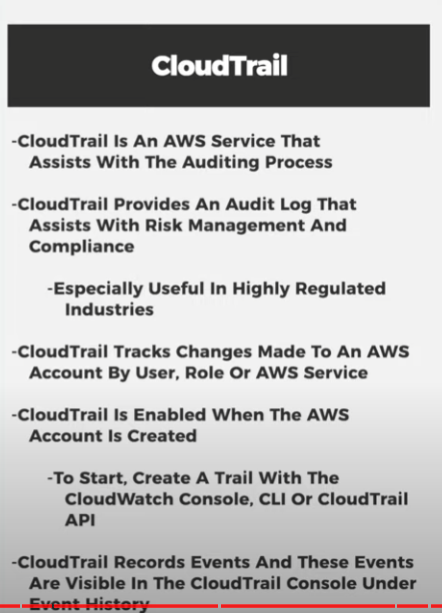 CloudTrail
-CloudTrail Is An AWS Service That
Assists With The Auditing Process
-CloudTrail Provides An Audit Log That
Assists With Risk Management And
Compliance
-Especially Useful In Highly Regulated
Industries
-CloudTrail Tracks Changes Made To An AWS
Account By User, Role Or AWS Service
-CloudTrail Is Enabled When The AWS
Account Is Created
-To Start, Create A Trail With The
CloudWatch Console, CLI Or CloudTrail
API
-CloudTrail Records Events And These Events
Are Visible In The CloudTrail Console Under
Event History